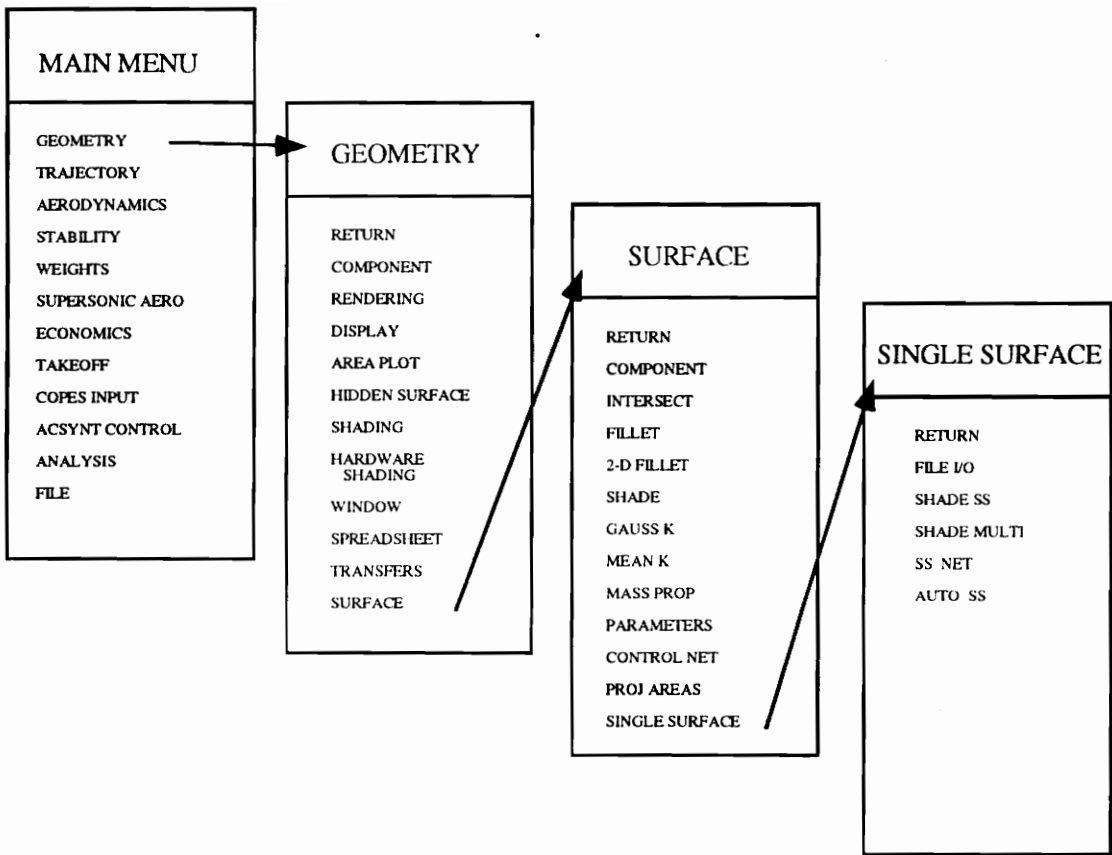 MAIN MENU
GEOMETRY
TRAJECTORY
AERODYNAMICS
STABILITY
WEIGHTS
SUPERSONIC AERO
ECONOMICS
TAKEOFF
COPES INPUT
ACSYNT CONTROL
ANALYSIS
FILE
GEOMETRY
RETURN
COMPONENT
RENDERING
DISPLAY
AREA PLOT
HIDDEN SURFACE
SHADING
HARDWARE
SHADING
WINDOW
SPREADSHEET
TRANSFERS
SURFACE
SURFACE
RETURN
COMPONENT
INTERSECT
FILLET
2-D FILLET
SHADE
GAUSS K
MEAN K
MASS PROP
PARAMETERS
CONTROL NET
PROJ AREAS
SINGLE SURFACE
SINGLE SURFACE
RETURN
FILE I/O
SHADE SS
SHADE MULTI
SS NET
AUTO SS